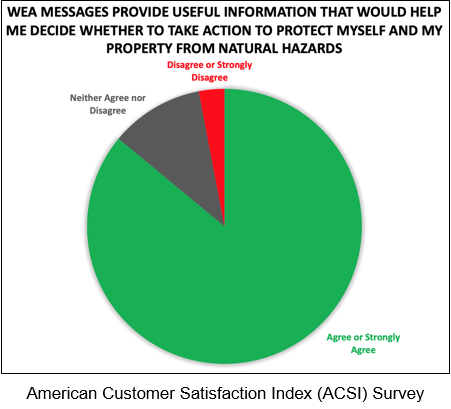 WEA MESSAGES PROVIDE USEFUL INFORMATION THAT WOULD HELP
ME DECIDE WHETHER TO TAKE ACTION TO PROTECT MYSELF AND MY
PROPERTY FROM NATURAL HAZARDS
Disagree or Strongly
Disagree
Neither Agree nor
Disagree
Agree or Strongly
Agree
American Customer Satisfaction Index (ACSI) Survey